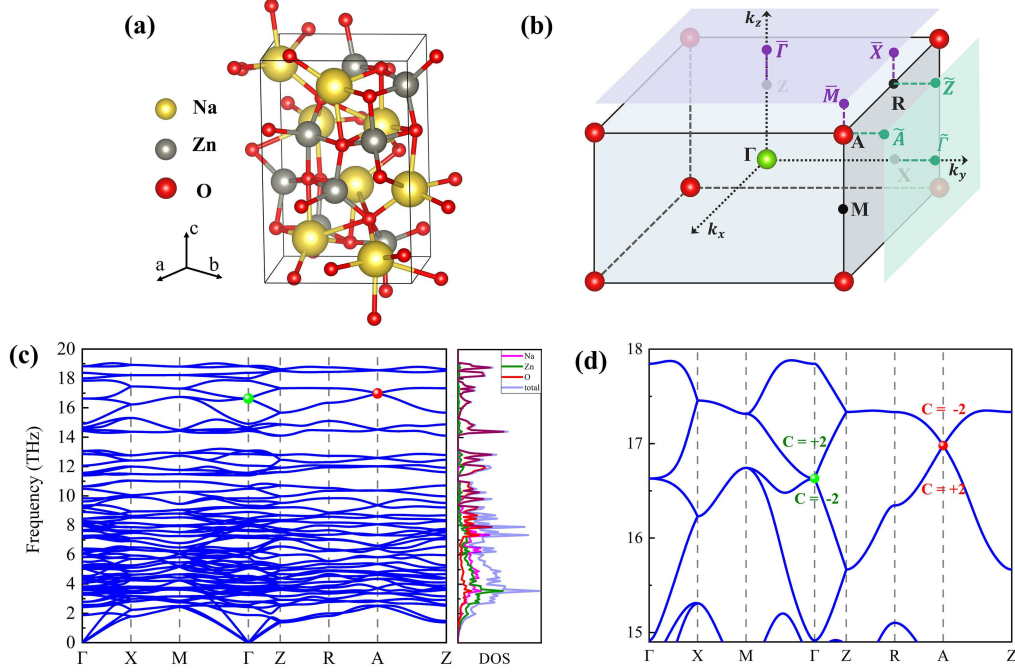 (a)
Na
Zn
O
c
a
b
(b)
k_z
Γ̅
X̅
Z
M̅
R
Z̃
A
Ã
Γ
Γ̃
X
k_y
M
k_x
(c)
Frequency (THz)
20
18
16
14
12
10
8
6
4
2
0
Γ
X
M
Γ
Z
R
A
Z
Na
Zn
O
total
DOS
(d)
18
17
16
15
C = +2
C = -2
C = -2
C = +2
Γ
X
M
Γ
Z
R
A
Z